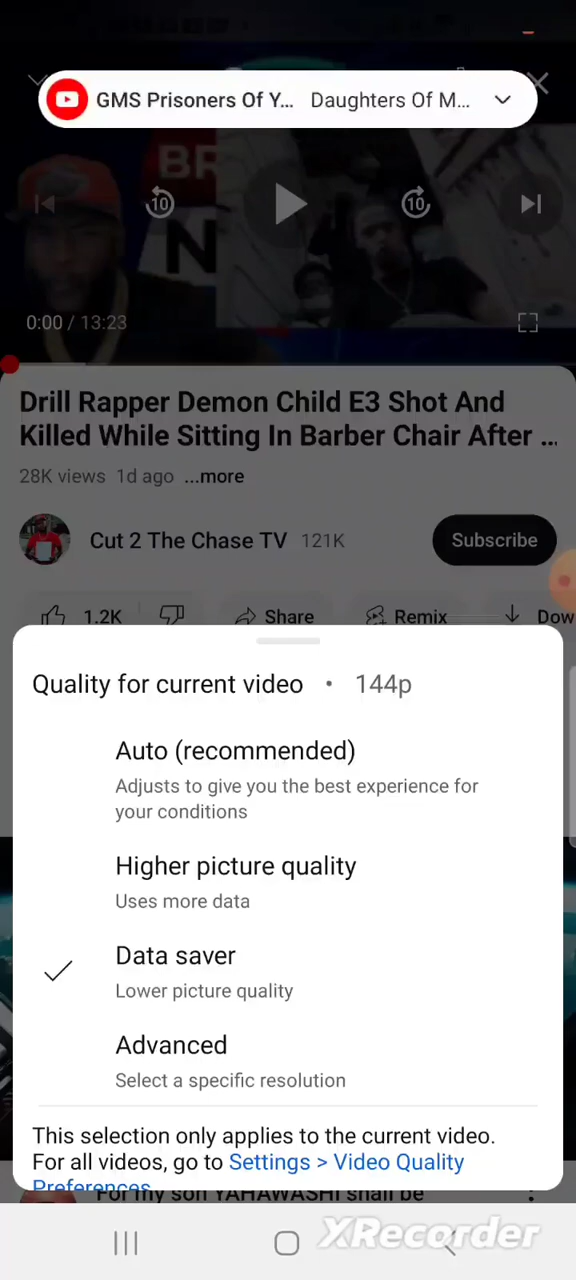 GMS Prisoners Of Y... Daughters Of M...
BR
N
10
10
0:00 / 13:23
Drill Rapper Demon Child E3 Shot And
Killed While Sitting In Barber Chair After ...
28K views 1d ago ...more
Cut 2 The Chase TV 121K
Subscribe
1.2K Share Remix Dow
Quality for current video • 144p
Auto (recommended)
Adjusts to give you the best experience for
your conditions
Higher picture quality
Uses more data
Data saver
Lower picture quality
Advanced
Select a specific resolution
This selection only applies to the current video.
For all videos, go to Settings > Video Quality
Preferences
For my son YAHAWASHI shall be
XRecorder